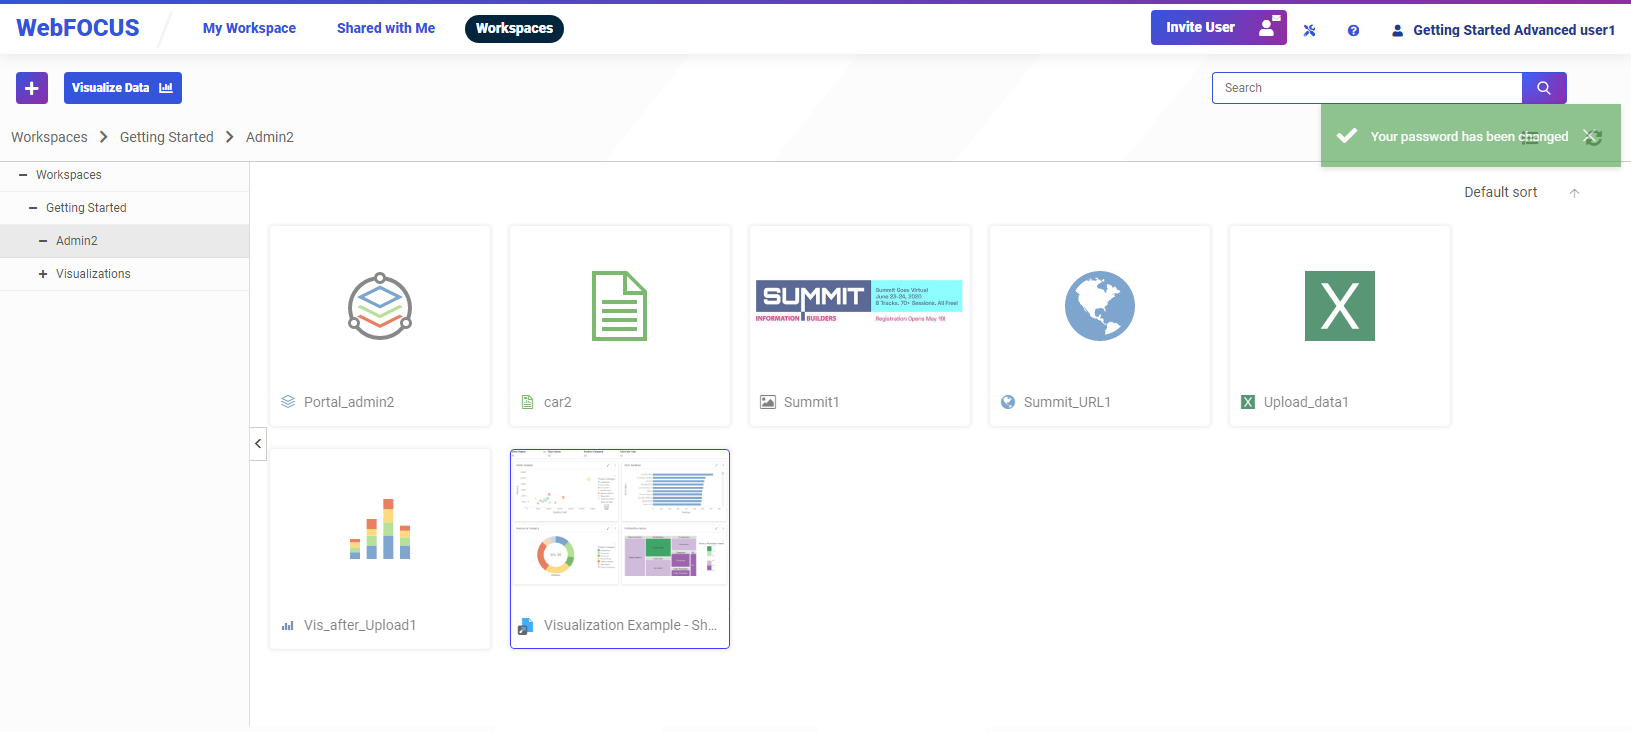 WebFOCUS
My Workspace
Shared with Me
Workspaces
Invite User
Getting Started Advanced user1
Visualize Data
Search
Workspaces > Getting Started > Admin2
Your password has been changed
Workspaces
Getting Started
Admin2
Visualizations
Default sort
SUMMIT
INFORMATION BUILDERS
Summit Goes Virtual
June 23-24, 2020
8 Tracks. 70+ Sessions. All Free!
Registration Opens May 19!
Portal_admin2
car2
Summit1
Summit_URL1
Upload_data1
Vis_after_Upload1
Visualization Example - Sh...